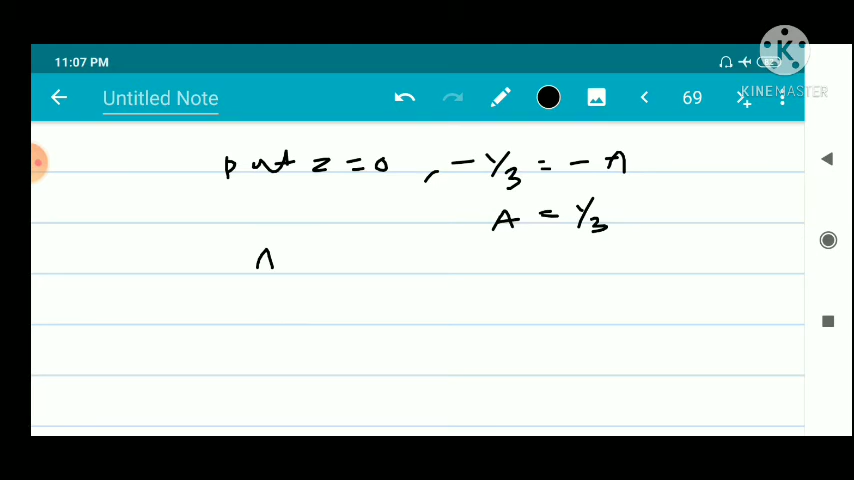 11:07 PM
KINEMASTER
Untitled Note
69
put z = 0 , - 1/3 = - A
A = 1/3